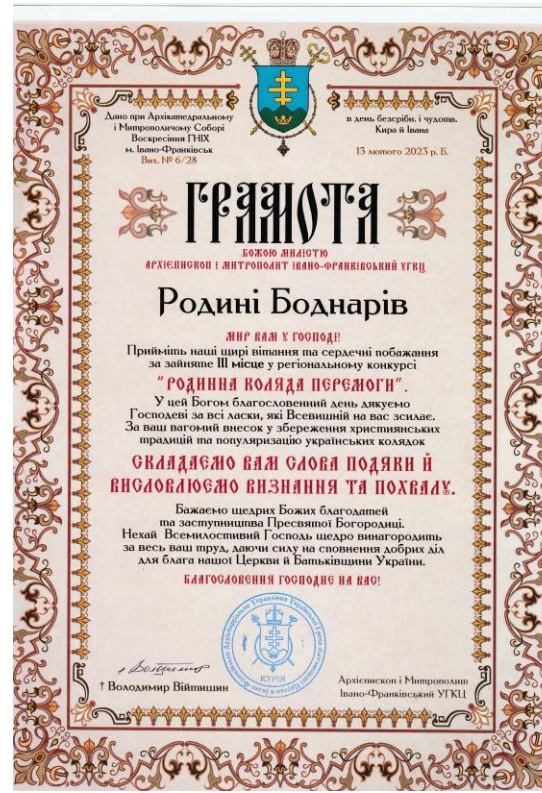 Дано при Архикатедральному
і Митрополичому Соборі
Воскресіння ГНІХ
м. Івано-Франківськ
Вих. № 6/28
в день безсрібн. і чудотв.
Кира й Івана
13 лютого 2023 р. Б.
ГРАМОТА
БОЖОЮ МИЛІСТЮ
АРХІЄПИСКОП І МИТРОПОЛИТ ІВАНО-ФРАНКІВСЬКИЙ УГКЦ
Родині Боднарів
МИР ВАМ У ГОСПОДІ!
Прийміть наші щирі вітання та сердечні побажання
за зайняте III місце у регіональному конкурсі
"РОДИННА КОЛЯДА ПЕРЕМОГИ".
У цей Богом благословенний день дякуємо
Господеві за всі ласки, які Всевишній на вас зсилає.
За ваш вагомий внесок у збереження християнських
традицій та популяризацію українських колядок
СКЛАДАЄМО ВАМ СЛОВА ПОДЯКИ Й
ВИСЛОВЛЮЄМО ВИЗНАННЯ ТА ПОХВАЛУ.
Бажаємо щедрих Божих благодатей
та заступництва Пресвятої Богородиці.
Нехай Всемилостивий Господь щедро винагородить
за весь ваш труд, даючи силу на сповнення добрих діл
для блага нашої Церкви й Батьківщини України.
БЛАГОСЛОВЕННЯ ГОСПОДНЄ НА ВАС!
КУРІЯ
† Володимир
† Володимир Війтишин
Архієпископ і Митрополит
Івано-Франківський УГКЦ